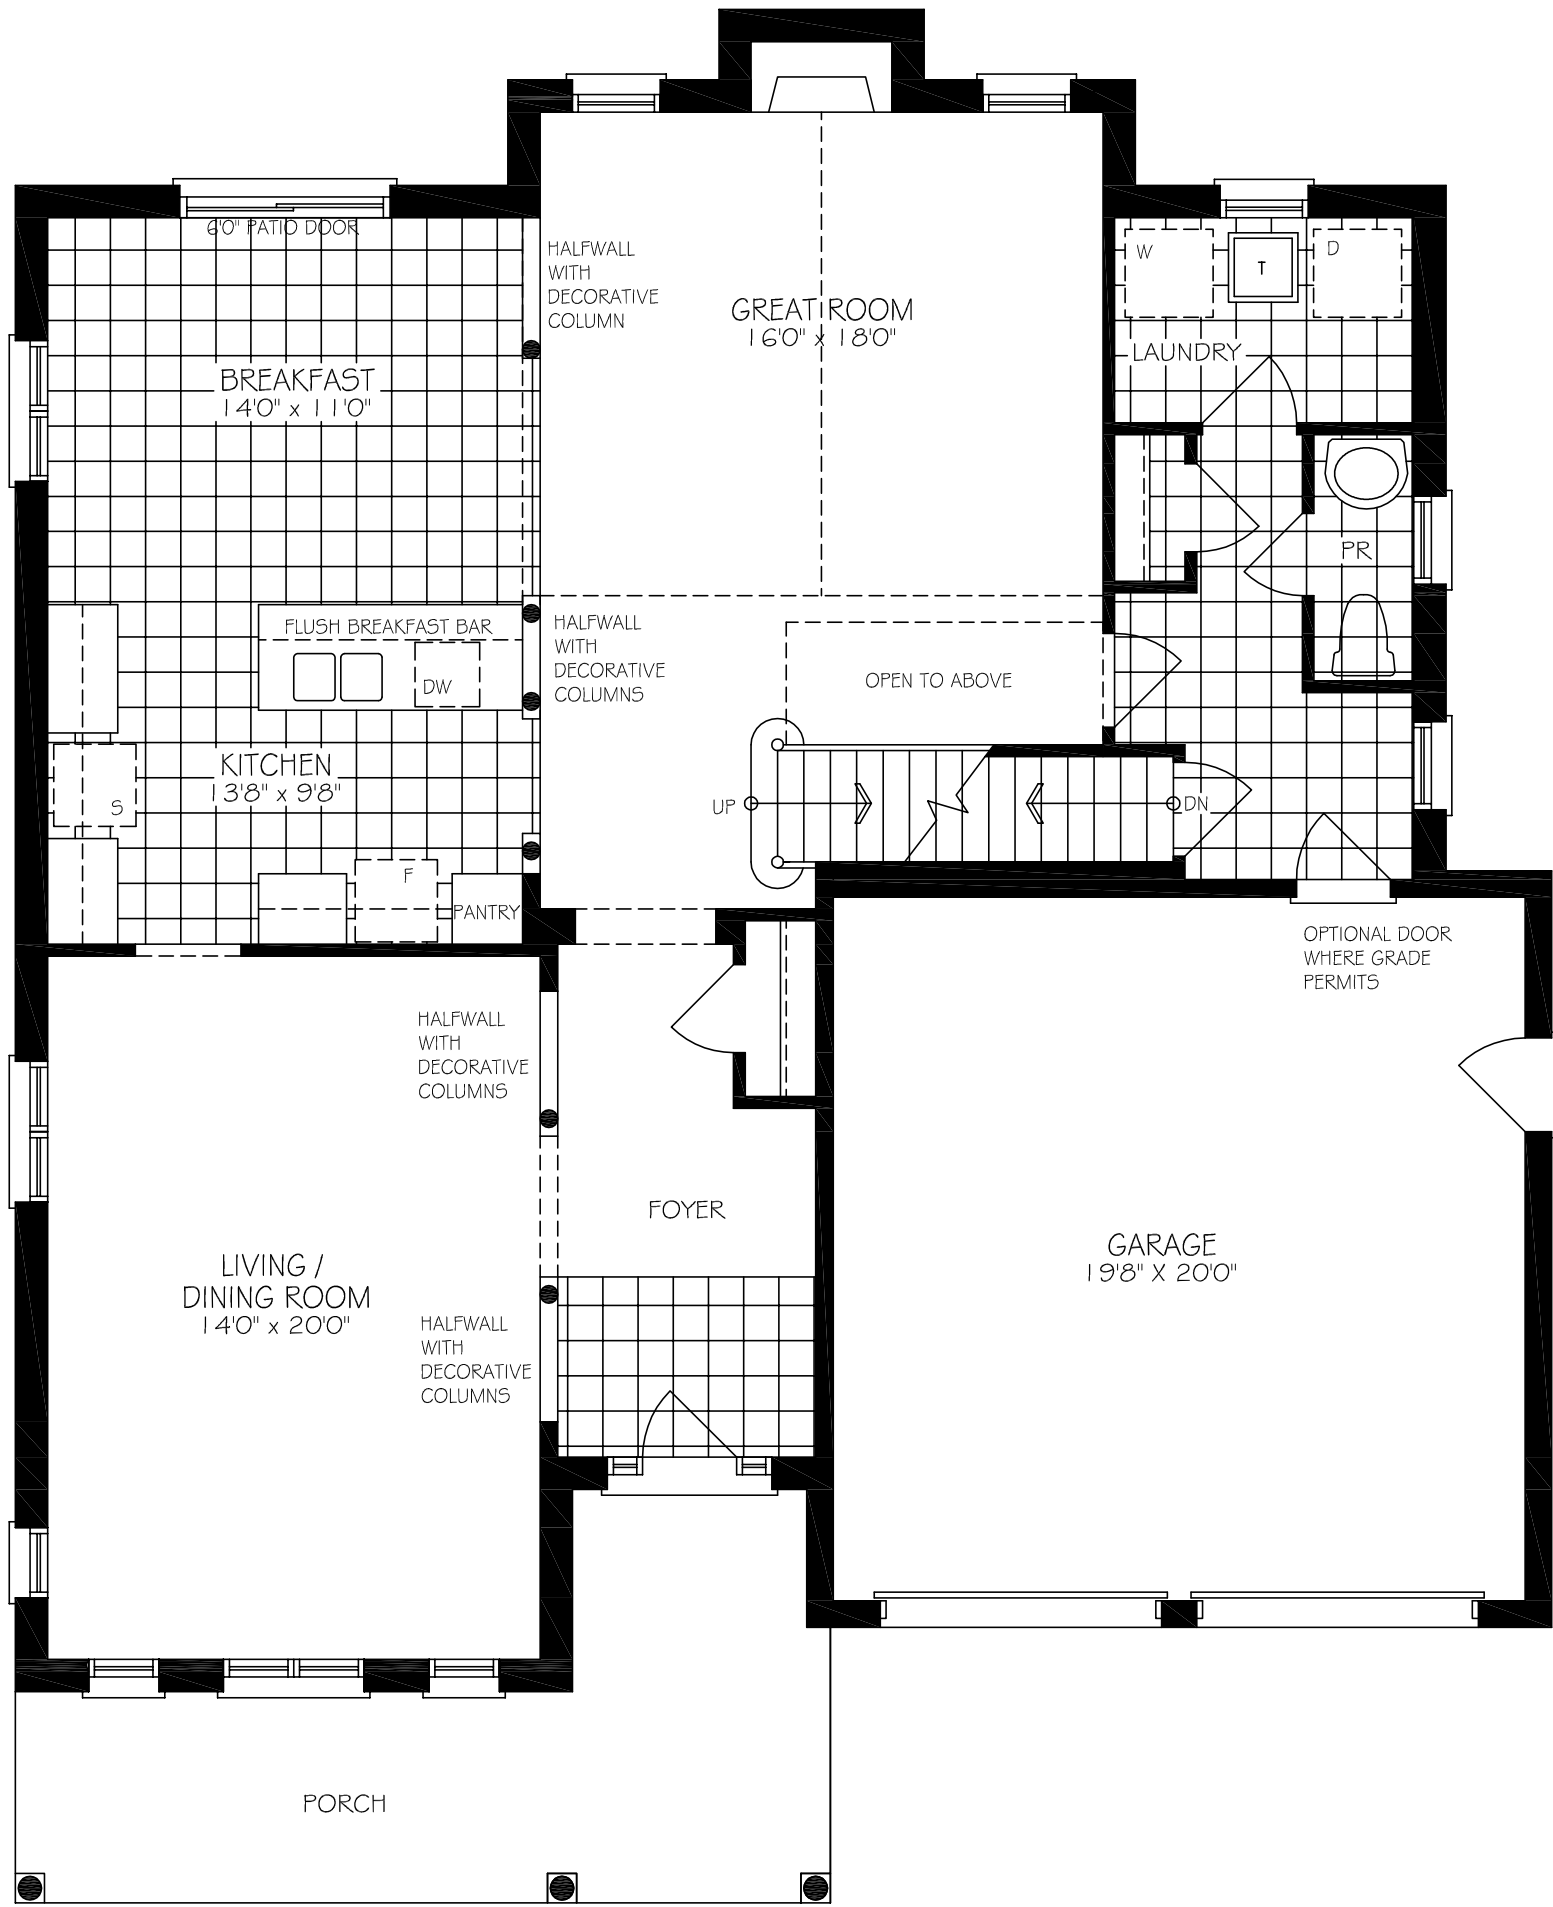 6'0" PATIO DOOR
HALFWALL
WITH
DECORATIVE
COLUMN
GREAT ROOM
16'0" x 18'0"
W
T
D
LAUNDRY
BREAKFAST
14'0" x 11'0"
PR
FLUSH BREAKFAST BAR
DW
HALFWALL
WITH
DECORATIVE
COLUMNS
OPEN TO ABOVE
KITCHEN
13'8" x 9'8"
S
UP
DN
F
PANTRY
OPTIONAL DOOR
WHERE GRADE
PERMITS
HALFWALL
WITH
DECORATIVE
COLUMNS
FOYER
GARAGE
19'8" X 20'0"
LIVING /
DINING ROOM
14'0" x 20'0"
HALFWALL
WITH
DECORATIVE
COLUMNS
PORCH